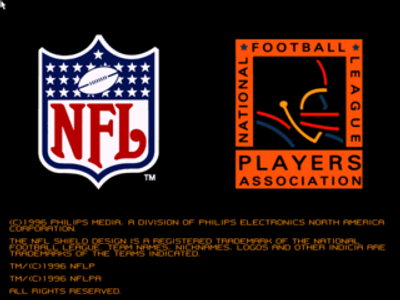 NFL
TM
NATIONAL
FOOTBALL
LEAGUE
PLAYERS
ASSOCIATION
(C)1996 PHILIPS MEDIA, A DIVISION OF PHILIPS ELECTRONICS NORTH AMERICA
CORPORATION.
THE NFL SHIELD DESIGN IS A REGISTERED TRADEMARK OF THE NATIONAL
FOOTBALL LEAGUE. TEAM NAMES, NICKNAMES, LOGOS AND OTHER INDICIA ARE
TRADEMARKS OF THE TEAMS INDICATED.
TM/(C)1996 NFLP
TM/(C)1996 NFLPA
ALL RIGHTS RESERVED.